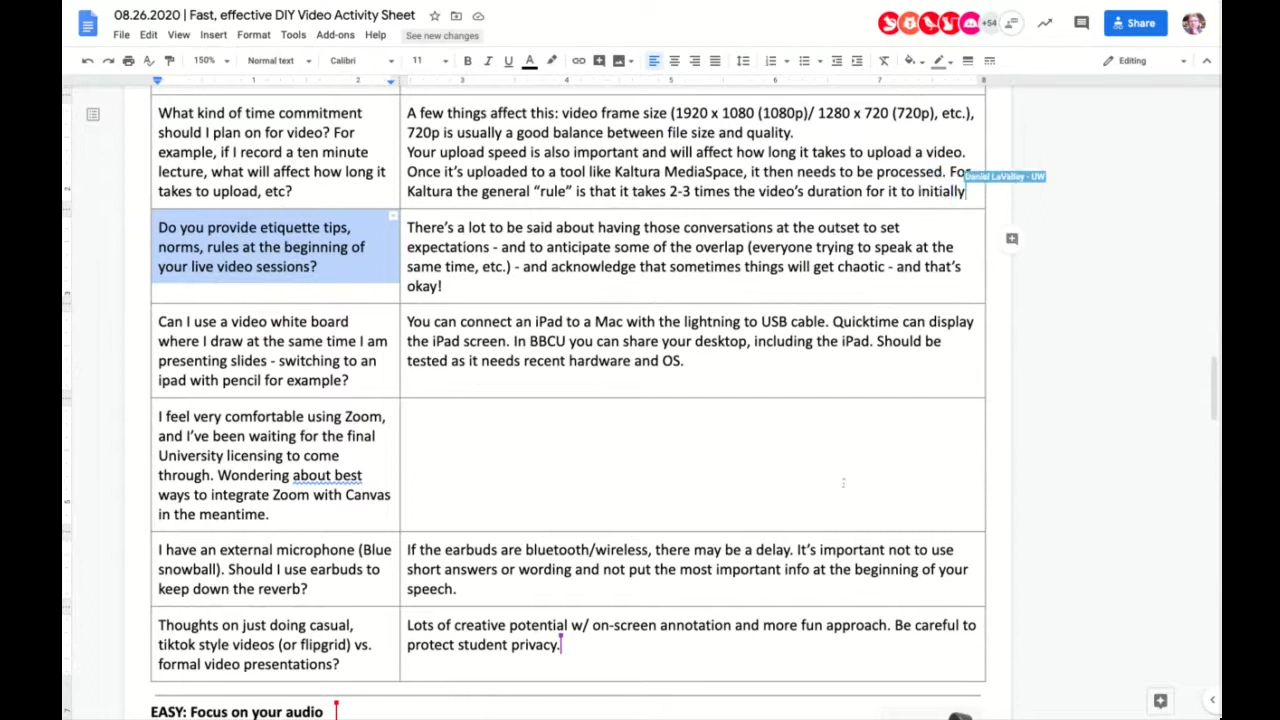 08.26.2020 | Fast, effective DIY Video Activity Sheet
+54
Share
File Edit View Insert Format Tools Add-ons Help See new changes
150% Normal text Calibri 11 B I U A Editing
1 2 3 4 5 6 7 8
What kind of time commitment
should I plan on for video? For
example, if I record a ten minute
lecture, what will affect how long it
takes to upload, etc?
A few things affect this: video frame size (1920 x 1080 (1080p)/ 1280 x 720 (720p), etc.),
720p is usually a good balance between file size and quality.
Your upload speed is also important and will affect how long it takes to upload a video.
Once it's uploaded to a tool like Kaltura MediaSpace, it then needs to be processed. For
Daniel LaValley - UW
Kaltura the general “rule” is that it takes 2-3 times the video's duration for it to initially
Do you provide etiquette tips,
norms, rules at the beginning of
your live video sessions?
There's a lot to be said about having those conversations at the outset to set
expectations - and to anticipate some of the overlap (everyone trying to speak at the
same time, etc.) - and acknowledge that sometimes things will get chaotic - and that's
okay!
Can I use a video white board
where I draw at the same time I am
presenting slides - switching to an
ipad with pencil for example?
You can connect an iPad to a Mac with the lightning to USB cable. Quicktime can display
the iPad screen. In BBCU you can share your desktop, including the iPad. Should be
tested as it needs recent hardware and OS.
I feel very comfortable using Zoom,
and I've been waiting for the final
University licensing to come
through. Wondering about best
ways to integrate Zoom with Canvas
in the meantime.
I have an external microphone (Blue
snowball). Should I use earbuds to
keep down the reverb?
If the earbuds are bluetooth/wireless, there may be a delay. It's important not to use
short answers or wording and not put the most important info at the beginning of your
speech.
Thoughts on just doing casual,
tiktok style videos (or flipgrid) vs.
formal video presentations?
Lots of creative potential w/ on-screen annotation and more fun approach. Be careful to
protect student privacy.
EASY: Focus on your audio